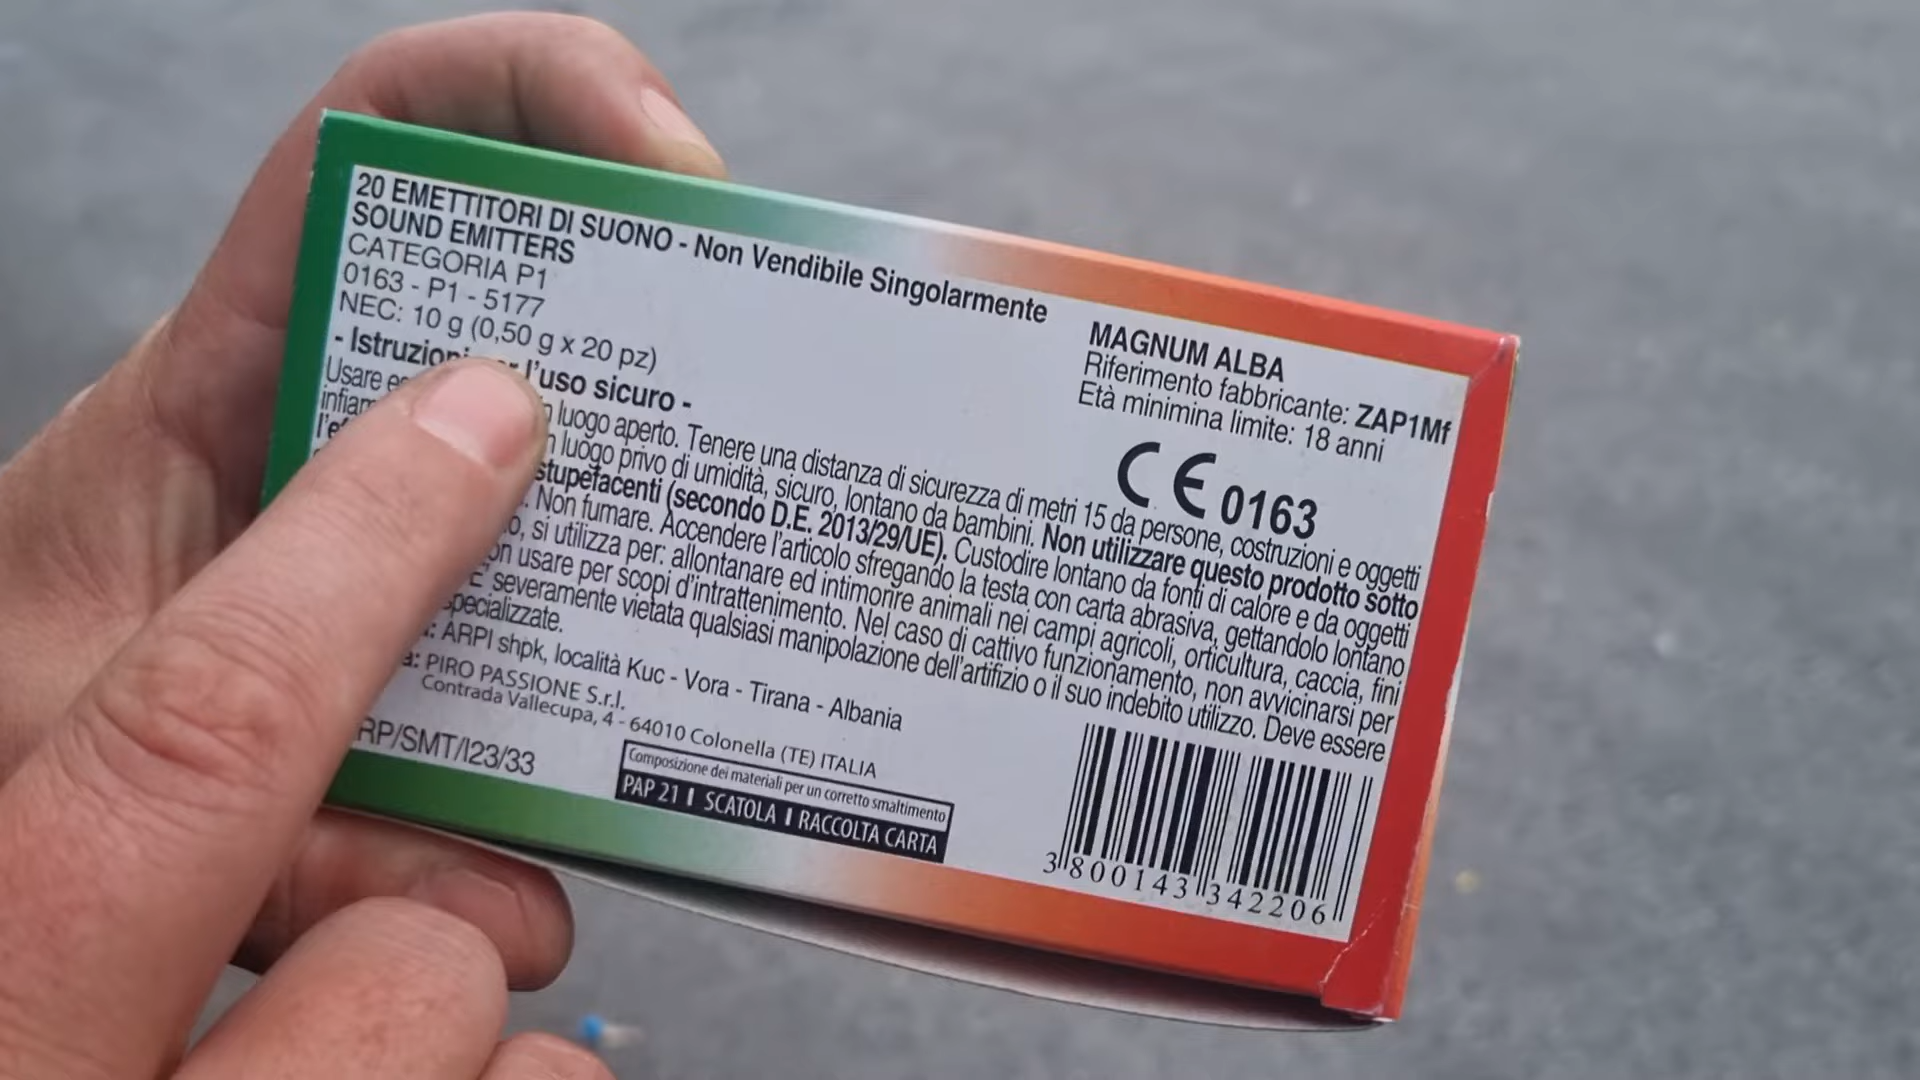 20 EMETTITORI DI SUONO - Non Vendibile Singolarmente
SOUND EMITTERS
CATEGORIA P1
0163 - P1 - 5177
NEC: 10 g (0,50 g x 20 pz)
MAGNUM ALBA
Riferimento fabbricante: ZAP1Mf
Età minimina limite: 18 anni
CE 0163
- Istruzioni l'uso sicuro -
Usare luogo aperto. Tenere una distanza di sicurezza di metri 15 da persone, costruzioni e oggetti
luogo privo di umidità, sicuro, lontano da bambini. Non utilizzare questo prodotto sotto
stupefacenti (secondo D.E. 2013/29/UE). Custodire lontano da fonti di calore e da oggetti
. Non fumare. Accendere l'articolo sfregando la testa con carta abrasiva, gettandolo lontano
, si utilizza per: allontanare ed intimorire animali nei campi agricoli, orticultura, caccia, fini
usare per scopi d'intrattenimento. Nel caso di cattivo funzionamento, non avvicinarsi per
E' severamente vietata qualsiasi manipolazione dell'artifizio o il suo indebito utilizzo. Deve essere
specializzate.
: ARPI shpk, località Kuc - Vora - Tirana - Albania
: PIRO PASSIONE S.r.l.
Contrada Vallecupa, 4 - 64010 Colonella (TE) ITALIA
RP/SMT/I23/33
Composizione dei materiali per un corretto smaltimento
PAP 21 | SCATOLA | RACCOLTA CARTA
3 800143 342206